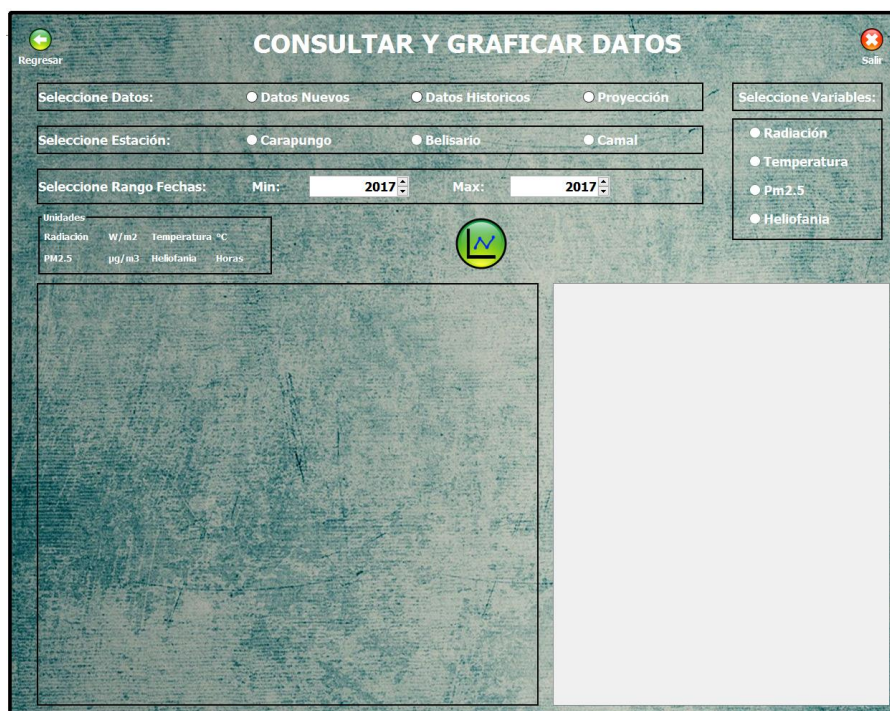 CONSULTAR Y GRAFICAR DATOS
Regresar
Salir
Seleccione Datos: Datos Nuevos Datos Historicos Proyección
Seleccione Variables:
Seleccione Estación: Carapungo Belisario Camal
Radiación
Temperatura
Pm2.5
Heliofania
Seleccione Rango Fechas: Min: 2017 Max: 2017
Unidades
Radiación W/m2 Temperatura °C
PM2.5 µg/m3 Heliofania Horas